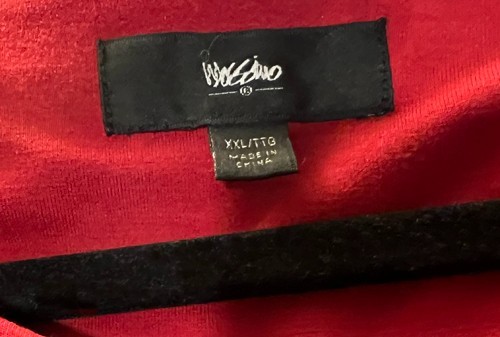 Mossimo
®
XXL/TTG
MADE IN
CHINA